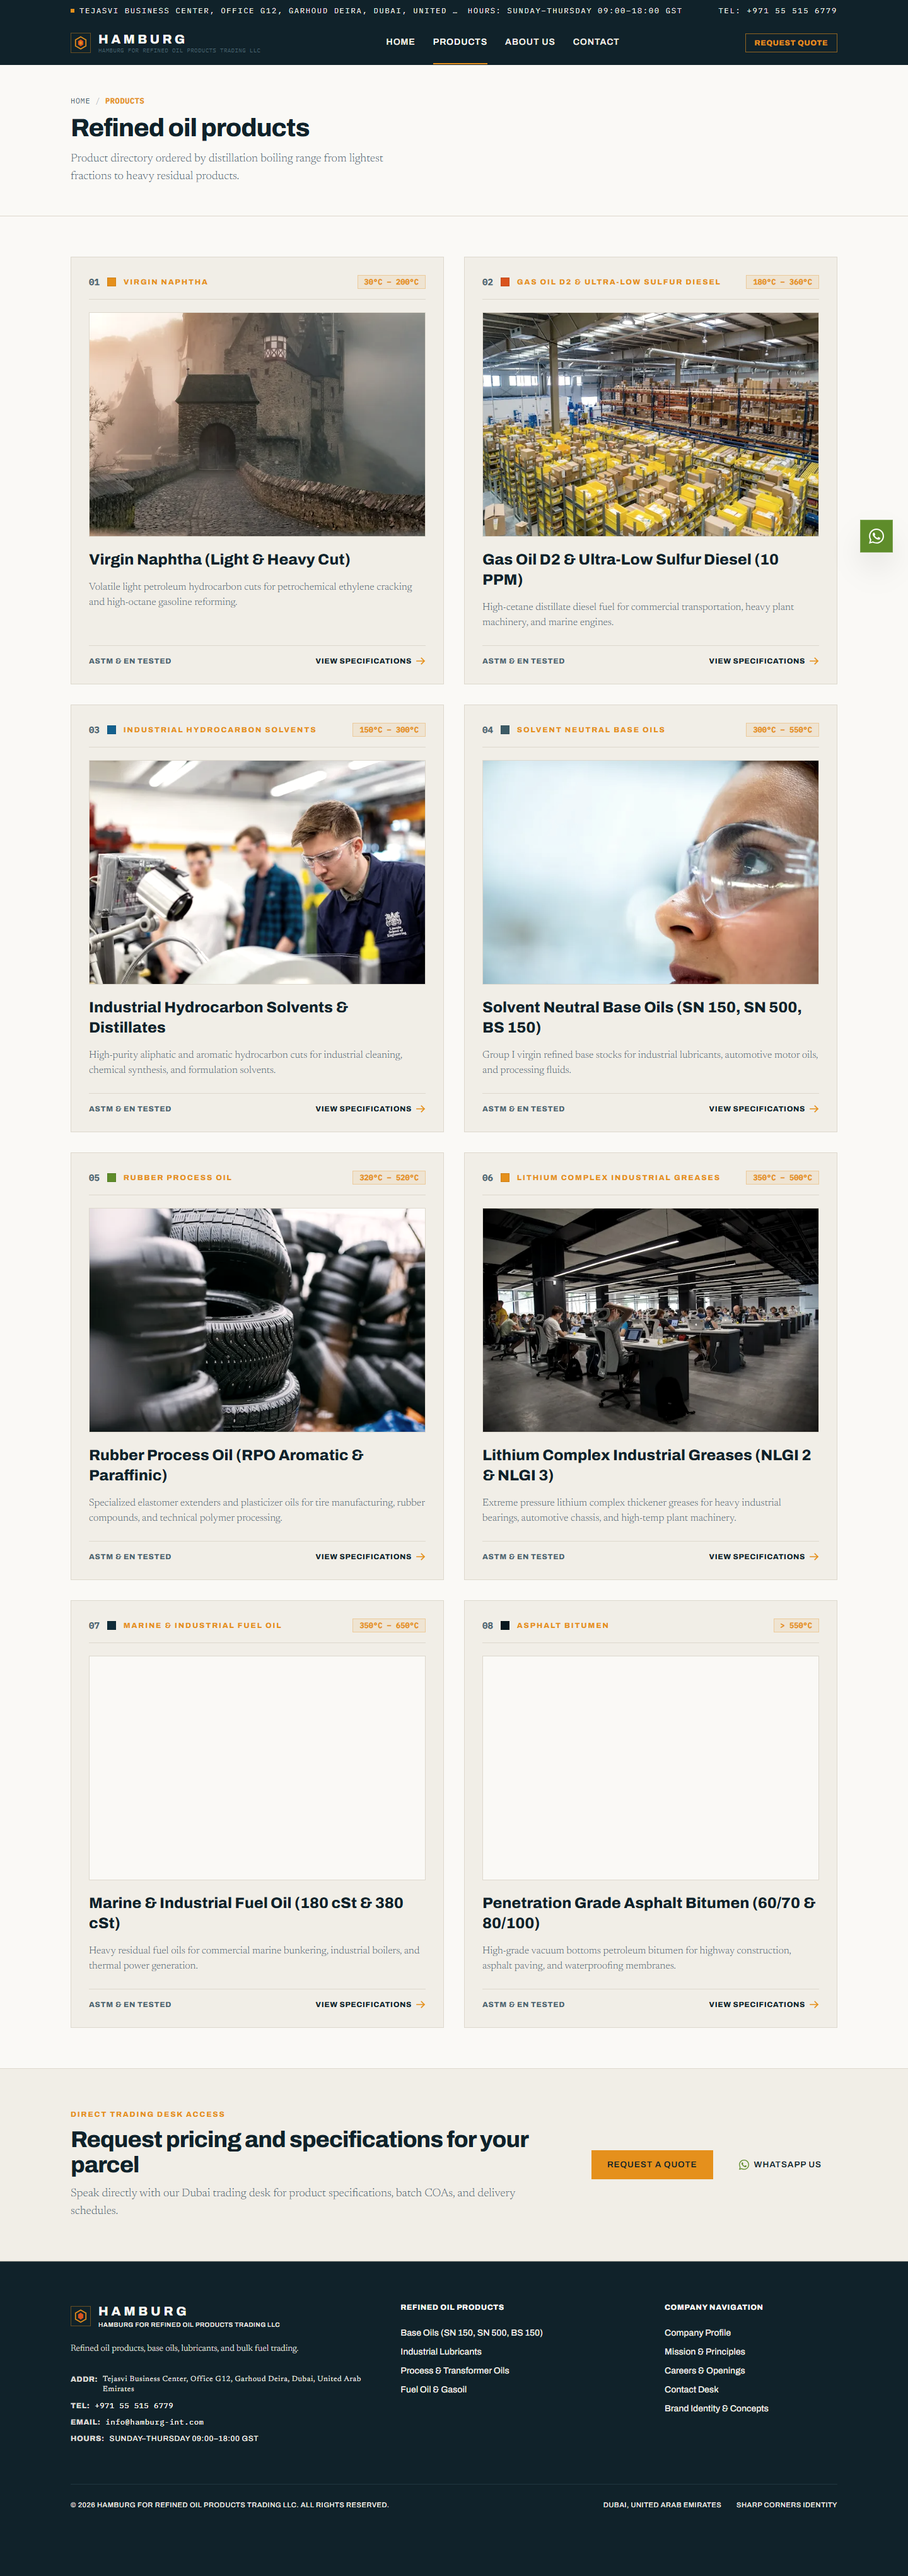 TEJASVI BUSINESS CENTER, OFFICE G12, GARHOUD DEIRA, DUBAI, UNITED … HOURS: SUNDAY–THURSDAY 09:00–18:00 GST TEL: +971 55 515 6779
HAMBURG
HAMBURG FOR REFINED OIL PRODUCTS TRADING LLC
HOME PRODUCTS ABOUT US CONTACT
REQUEST QUOTE
HOME / PRODUCTS
Refined oil products
Product directory ordered by distillation boiling range from lightest
fractions to heavy residual products.
01 VIRGIN NAPHTHA 30°C – 200°C
Virgin Naphtha (Light & Heavy Cut)
Volatile light petroleum hydrocarbon cuts for petrochemical ethylene cracking
and high-octane gasoline reforming.
ASTM & EN TESTED VIEW SPECIFICATIONS →
02 GAS OIL D2 & ULTRA-LOW SULFUR DIESEL 180°C – 360°C
Gas Oil D2 & Ultra-Low Sulfur Diesel (10
PPM)
High-cetane distillate diesel fuel for commercial transportation, heavy plant
machinery, and marine engines.
ASTM & EN TESTED VIEW SPECIFICATIONS →
03 INDUSTRIAL HYDROCARBON SOLVENTS 150°C – 300°C
Industrial Hydrocarbon Solvents &
Distillates
High-purity aliphatic and aromatic hydrocarbon cuts for industrial cleaning,
chemical synthesis, and formulation solvents.
ASTM & EN TESTED VIEW SPECIFICATIONS →
04 SOLVENT NEUTRAL BASE OILS 300°C – 550°C
Solvent Neutral Base Oils (SN 150, SN 500,
BS 150)
Group I virgin refined base stocks for industrial lubricants, automotive motor oils,
and processing fluids.
ASTM & EN TESTED VIEW SPECIFICATIONS →
05 RUBBER PROCESS OIL 320°C – 520°C
Rubber Process Oil (RPO Aromatic &
Paraffinic)
Specialized elastomer extenders and plasticizer oils for tire manufacturing, rubber
compounds, and technical polymer processing.
ASTM & EN TESTED VIEW SPECIFICATIONS →
06 LITHIUM COMPLEX INDUSTRIAL GREASES 350°C – 500°C
Lithium Complex Industrial Greases (NLGI 2
& NLGI 3)
Extreme pressure lithium complex thickener greases for heavy industrial
bearings, automotive chassis, and high-temp plant machinery.
ASTM & EN TESTED VIEW SPECIFICATIONS →
07 MARINE & INDUSTRIAL FUEL OIL 350°C – 650°C
Marine & Industrial Fuel Oil (180 cSt & 380
cSt)
Heavy residual fuel oils for commercial marine bunkering, industrial boilers, and
thermal power generation.
ASTM & EN TESTED VIEW SPECIFICATIONS →
08 ASPHALT BITUMEN > 550°C
Penetration Grade Asphalt Bitumen (60/70 &
80/100)
High-grade vacuum bottoms petroleum bitumen for highway construction,
asphalt paving, and waterproofing membranes.
ASTM & EN TESTED VIEW SPECIFICATIONS →
DIRECT TRADING DESK ACCESS
Request pricing and specifications for your
parcel
Speak directly with our Dubai trading desk for product specifications, batch COAs, and delivery
schedules.
REQUEST A QUOTE WHATSAPP US
HAMBURG
HAMBURG FOR REFINED OIL PRODUCTS TRADING LLC
Refined oil products, base oils, lubricants, and bulk fuel trading.
ADDR: Tejasvi Business Center, Office G12, Garhoud Deira, Dubai, United Arab
Emirates
TEL: +971 55 515 6779
EMAIL: info@hamburg-int.com
HOURS: SUNDAY–THURSDAY 09:00–18:00 GST
REFINED OIL PRODUCTS
Base Oils (SN 150, SN 500, BS 150)
Industrial Lubricants
Process & Transformer Oils
Fuel Oil & Gasoil
COMPANY NAVIGATION
Company Profile
Mission & Principles
Careers & Openings
Contact Desk
Brand Identity & Concepts
© 2026 HAMBURG FOR REFINED OIL PRODUCTS TRADING LLC. ALL RIGHTS RESERVED.
DUBAI, UNITED ARAB EMIRATES SHARP CORNERS IDENTITY